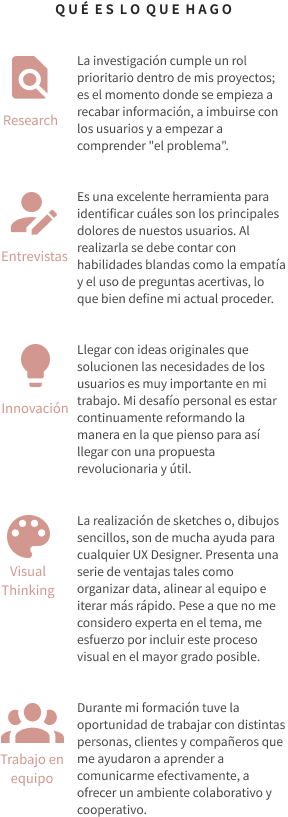 QUÉ ES LO QUE HAGO
Research
La investigación cumple un rol
prioritario dentro de mis proyectos;
es el momento donde se empieza a
recabar información, a imbuirse con
los usuarios y a empezar a
comprender "el problema".
Entrevistas
Es una excelente herramienta para
identificar cuáles son los principales
dolores de nuestos usuarios. Al
realizarla se debe contar con
habilidades blandas como la empatía
y el uso de preguntas acertivas, lo
que bien define mi actual proceder.
Innovación
Llegar con ideas originales que
solucionen las necesidades de los
usuarios es muy importante en mi
trabajo. Mi desafío personal es estar
continuamente reformando la
manera en la que pienso para así
llegar con una propuesta
revolucionaria y útil.
Visual
Thinking
La realización de sketches o, dibujos
sencillos, son de mucha ayuda para
cualquier UX Designer. Presenta una
serie de ventajas tales como
organizar data, alinear al equipo e
iterar más rápido. Pese a que no me
considero experta en el tema, me
esfuerzo por incluir este proceso
visual en el mayor grado posible.
Trabajo en
equipo
Durante mi formación tuve la
oportunidad de trabajar con distintas
personas, clientes y compañeros que
me ayudaron a aprender a
comunicarme efectivamente, a
ofrecer un ambiente colaborativo y
cooperativo.